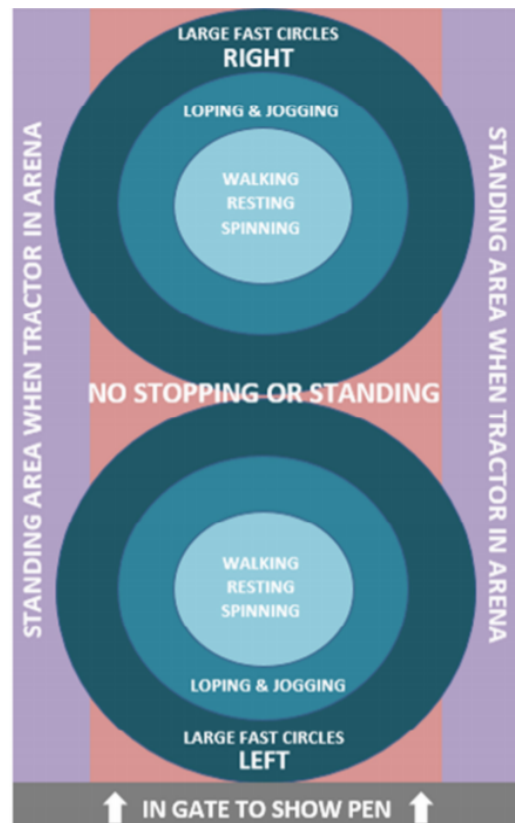 LARGE FAST CIRCLES
RIGHT
LOPING & JOGGING
WALKING
RESTING
SPINNING
STANDING AREA WHEN TRACTOR IN ARENA
STANDING AREA WHEN TRACTOR IN ARENA
NO STOPPING OR STANDING
WALKING
RESTING
SPINNING
LOPING & JOGGING
LARGE FAST CIRCLES
LEFT
IN GATE TO SHOW PEN